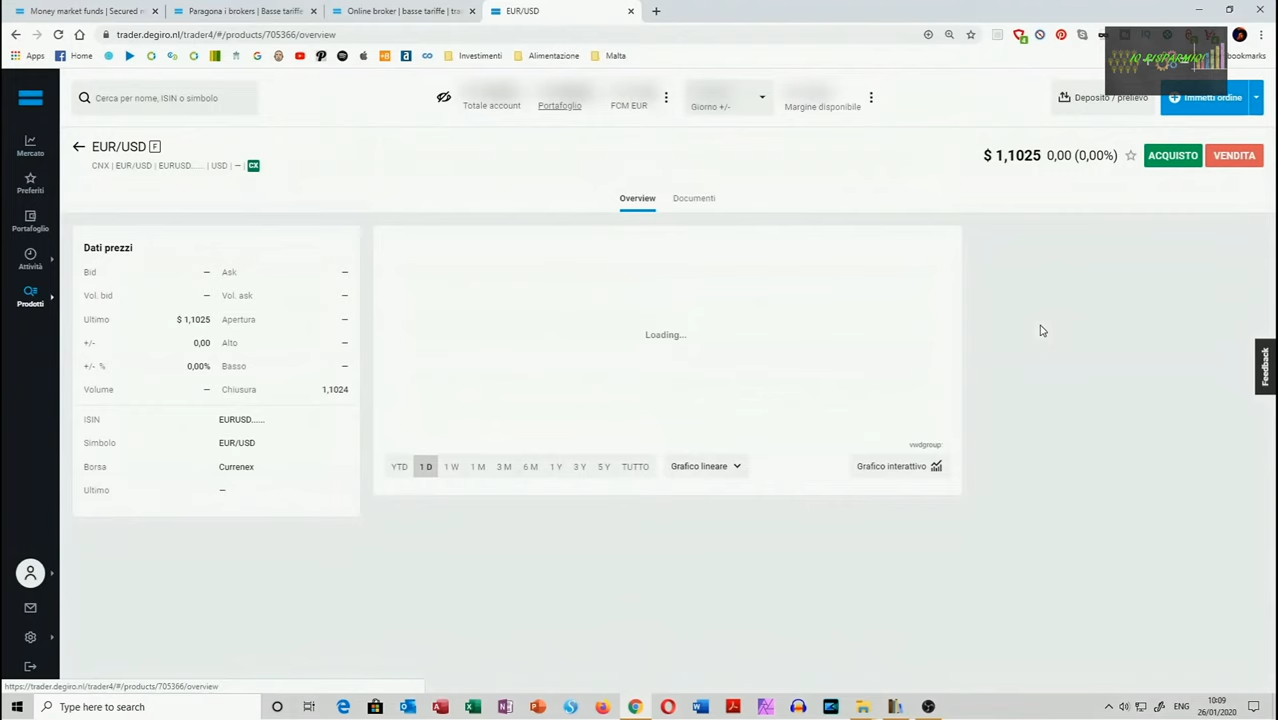 Money market funds | Secured m
Paragona i brokers | Basse tariffe
Online broker | basse tariffe | tra
EUR/USD
trader.degiro.nl/trader4/#/products/705366/overview
Apps
Home
Investimenti
Alimentazione
Malta
bookmarks
IO RISPARMIO!
Cerca per nome, ISIN o simbolo
Totale account
Portafoglio
FCM EUR
Giorno +/-
Margine disponibile
Deposito / prelievo
Immetti ordine
Mercato
Preferiti
Portafoglio
Attività
Prodotti
EUR/USD F
CNX | EUR/USD | EURUSD...... | USD | — | CX
$ 1,1025 0,00 (0,00%)
ACQUISTO
VENDITA
Overview
Documenti
Dati prezzi
Bid — Ask —
Vol. bid — Vol. ask —
Ultimo $ 1,1025 Apertura —
+/- 0,00 Alto —
+/- % 0,00% Basso —
Volume — Chiusura 1,1024
ISIN EURUSD......
Simbolo EUR/USD
Borsa Currenex
Ultimo —
Loading...
vwdgroup:
YTD 1 D 1 W 1 M 3 M 6 M 1 Y 3 Y 5 Y TUTTO
Grafico lineare
Grafico interattivo
Feedback
https://trader.degiro.nl/trader4/#/products/705366/overview
Type here to search
ENG
10:09
26/01/2020